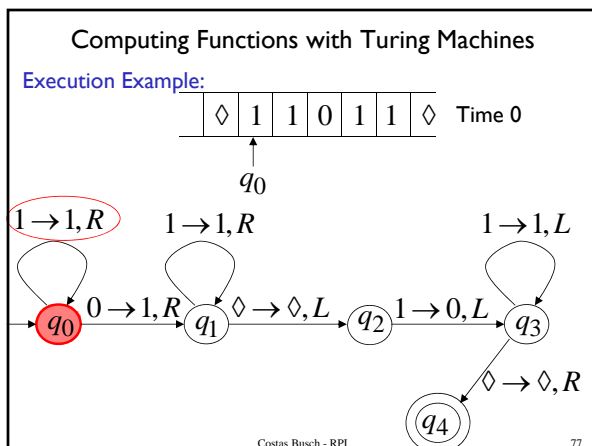 Computing Functions with Turing Machines
Execution Example:
◊ 1 1 0 1 1 ◊ Time 0
q0
1 → 1, R 1 → 1, R 1 → 1, L
q0 0 → 1, R q1 ◊ → ◊, L q2 1 → 0, L q3
◊ → ◊, R
q4
Costas Busch - RPI 77